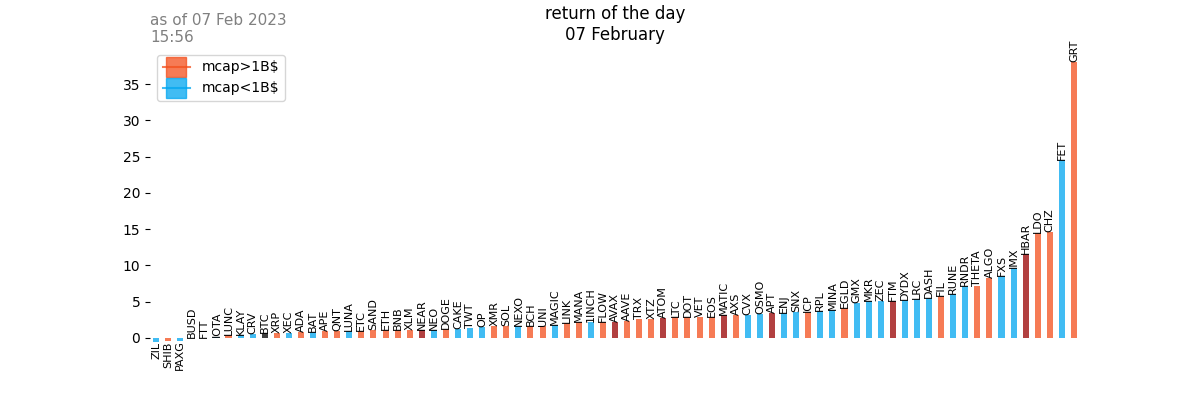 as of 07 Feb 2023
15:56
return of the day
07 February
mcap>1B$
mcap<1B$
35
30
25
20
15
10
5
0
ZIL
SHIB
PAXG
BUSD
FTT
IOTA
LUNC
KLAY
CRV
BTC
XRP
XEC
ADA
BAT
APE
QNT
LUNA
ETC
SAND
ETH
BNB
XLM
NEAR
NEO
DOGE
CAKE
TWT
OP
XMR
SOL
NEXO
BCH
UNI
MAGIC
LINK
MANA
1INCH
FLOW
AVAX
AAVE
TRX
XTZ
ATOM
LTC
DOT
VET
EOS
MATIC
AXS
CVX
OSMO
APT
ENJ
SNX
ICP
RPL
MINA
EGLD
GMX
MKR
ZEC
FTM
DYDX
LRC
DASH
FIL
RUNE
RNDR
THETA
ALGO
FXS
IMX
HBAR
LDO
CHZ
FET
GRT